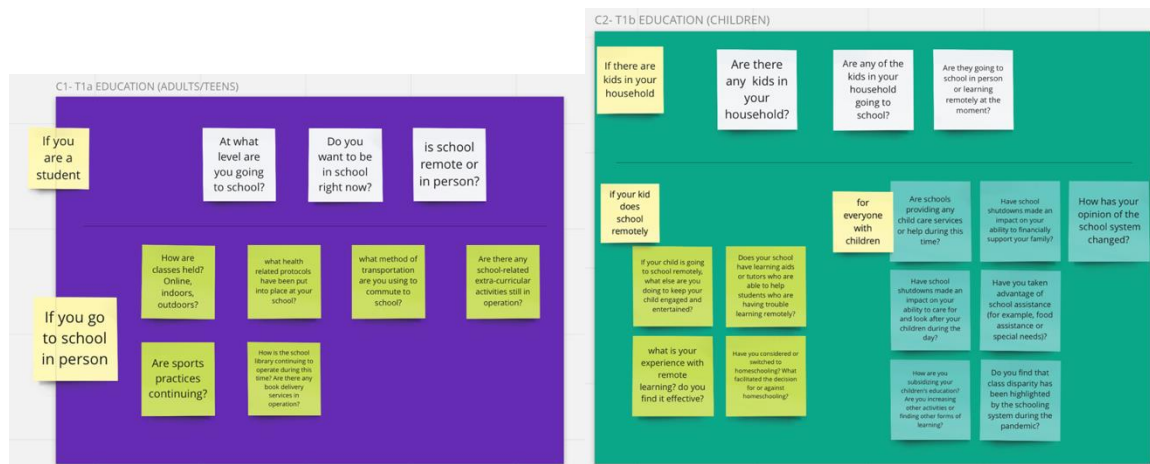 C1- T1a EDUCATION (ADULTS/TEENS)
If you
are a
student
At what
level are
you going
to school?
Do you
want to be
in school
right now?
is school
remote or
in person?
If you go
to school
in person
How are
classes held?
Online,
indoors,
outdoors?
what health
related protocols
have been put
into place at your
school?
what method of
transportation
are you using to
commute to
school?
Are there any
school-related
extra-curricular
activities still in
operation?
Are sports
practices
continuing?
How is the school
library continuing to
operate during this
time? Are there any
book delivery
services in
operation?
C2- T1b EDUCATION (CHILDREN)
If there are
kids in your
household
Are there
any kids in
your
household?
Are any of the
kids in your
household
going to
school?
Are they going to
school in person
or learning
remotely at the
moment?
if your kid
does
school
remotely
If your child is going
to school remotely,
what else are you
doing to keep your
child engaged and
entertained?
Does your school
have learning aids
or tutors who are
able to help
students who are
having trouble
learning remotely?
what is your
experience with
remote
learning? do you
find it effective?
Have you considered or
switched to
homeschooling? What
facilitated the decision
for or against
homeschooling?
for
everyone
with
children
Are schools
providing any
child care services
or help during this
time?
Have school
shutdowns made an
impact on your
ability to financially
support your family?
How has your
opinion of the
school system
changed?
Have school
shutdowns made an
impact on your
ability to care for
and look after your
children during the
day?
Have you taken
advantage of
school assistance
(for example, food
assistance or
special needs)?
How are you
subsidizing your
children's education?
Are you increasing
other activities or
finding other forms of
learning?
Do you find that
class disparity has
been highlighted
by the schooling
system during the
pandemic?